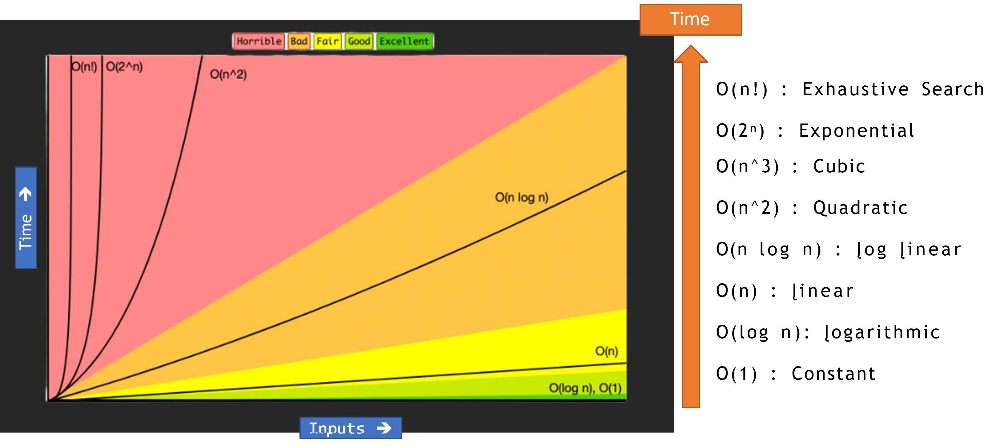 Time
Horrible Bad Fair Good Excellent
O(n!) O(2^n)
O(n^2)
O(n log n)
O(n)
O(log n), O(1)
Time ↑
Inputs →
O(n!) : Exhaustive Search
O(2ⁿ) : Exponential
O(n^3) : Cubic
O(n^2) : Quadratic
O(n log n) : log linear
O(n) : linear
O(log n): logarithmic
O(1) : Constant